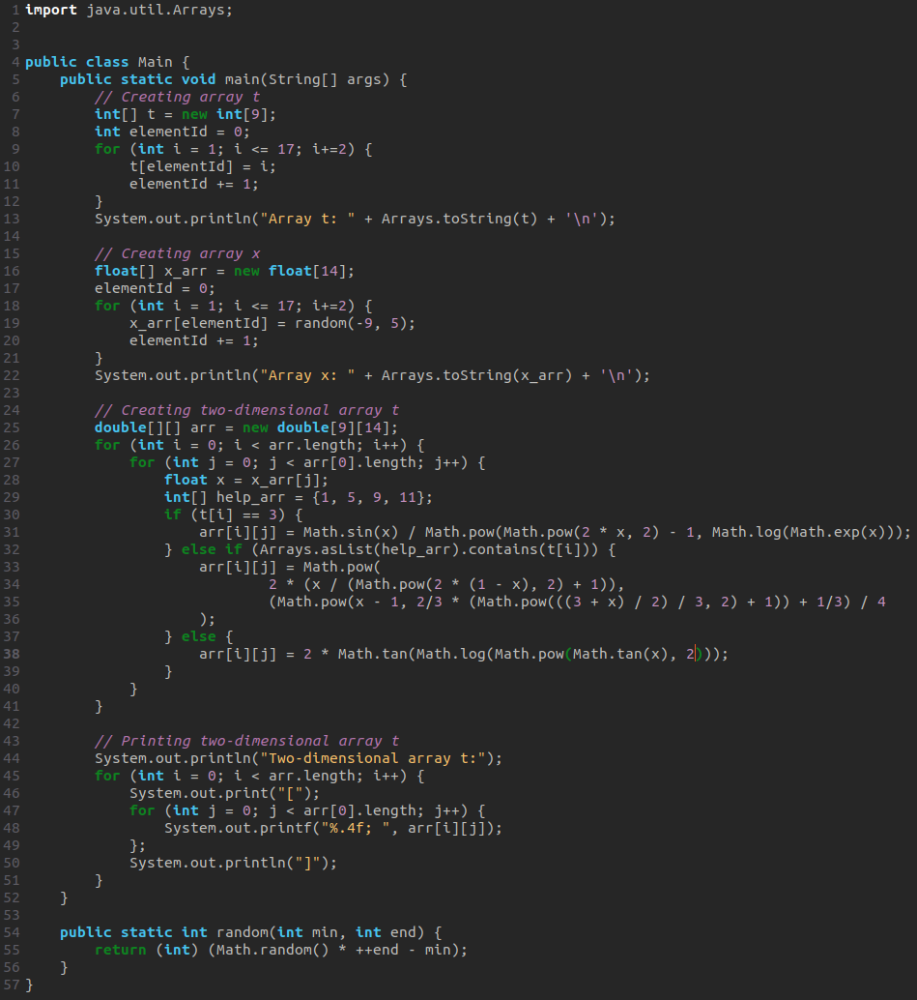 1 import java.util.Arrays;
2
3
4 public class Main {
5     public static void main(String[] args) {
6         // Creating array t
7         int[] t = new int[9];
8         int elementId = 0;
9         for (int i = 1; i <= 17; i+=2) {
10             t[elementId] = i;
11             elementId += 1;
12         }
13         System.out.println("Array t: " + Arrays.toString(t) + '\n');
14
15         // Creating array x
16         float[] x_arr = new float[14];
17         elementId = 0;
18         for (int i = 1; i <= 17; i+=2) {
19             x_arr[elementId] = random(-9, 5);
20             elementId += 1;
21         }
22         System.out.println("Array x: " + Arrays.toString(x_arr) + '\n');
23
24         // Creating two-dimensional array t
25         double[][] arr = new double[9][14];
26         for (int i = 0; i < arr.length; i++) {
27             for (int j = 0; j < arr[0].length; j++) {
28                 float x = x_arr[j];
29                 int[] help_arr = {1, 5, 9, 11};
30                 if (t[i] == 3) {
31                     arr[i][j] = Math.sin(x) / Math.pow(Math.pow(2 * x, 2) - 1, Math.log(Math.exp(x)));
32                 } else if (Arrays.asList(help_arr).contains(t[i])) {
33                     arr[i][j] = Math.pow(
34                             2 * (x / (Math.pow(2 * (1 - x), 2) + 1)),
35                             (Math.pow(x - 1, 2/3 * (Math.pow(((3 + x) / 2) / 3, 2) + 1)) + 1/3) / 4
36                     );
37                 } else {
38                     arr[i][j] = 2 * Math.tan(Math.log(Math.pow(Math.tan(x), 2)));
39                 }
40             }
41         }
42
43         // Printing two-dimensional array t
44         System.out.println("Two-dimensional array t:");
45         for (int i = 0; i < arr.length; i++) {
46             System.out.print("[");
47             for (int j = 0; j < arr[0].length; j++) {
48                 System.out.printf("%.4f; ", arr[i][j]);
49             };
50             System.out.println("]");
51         }
52     }
53
54     public static int random(int min, int end) {
55         return (int) (Math.random() * ++end - min);
56     }
57 }